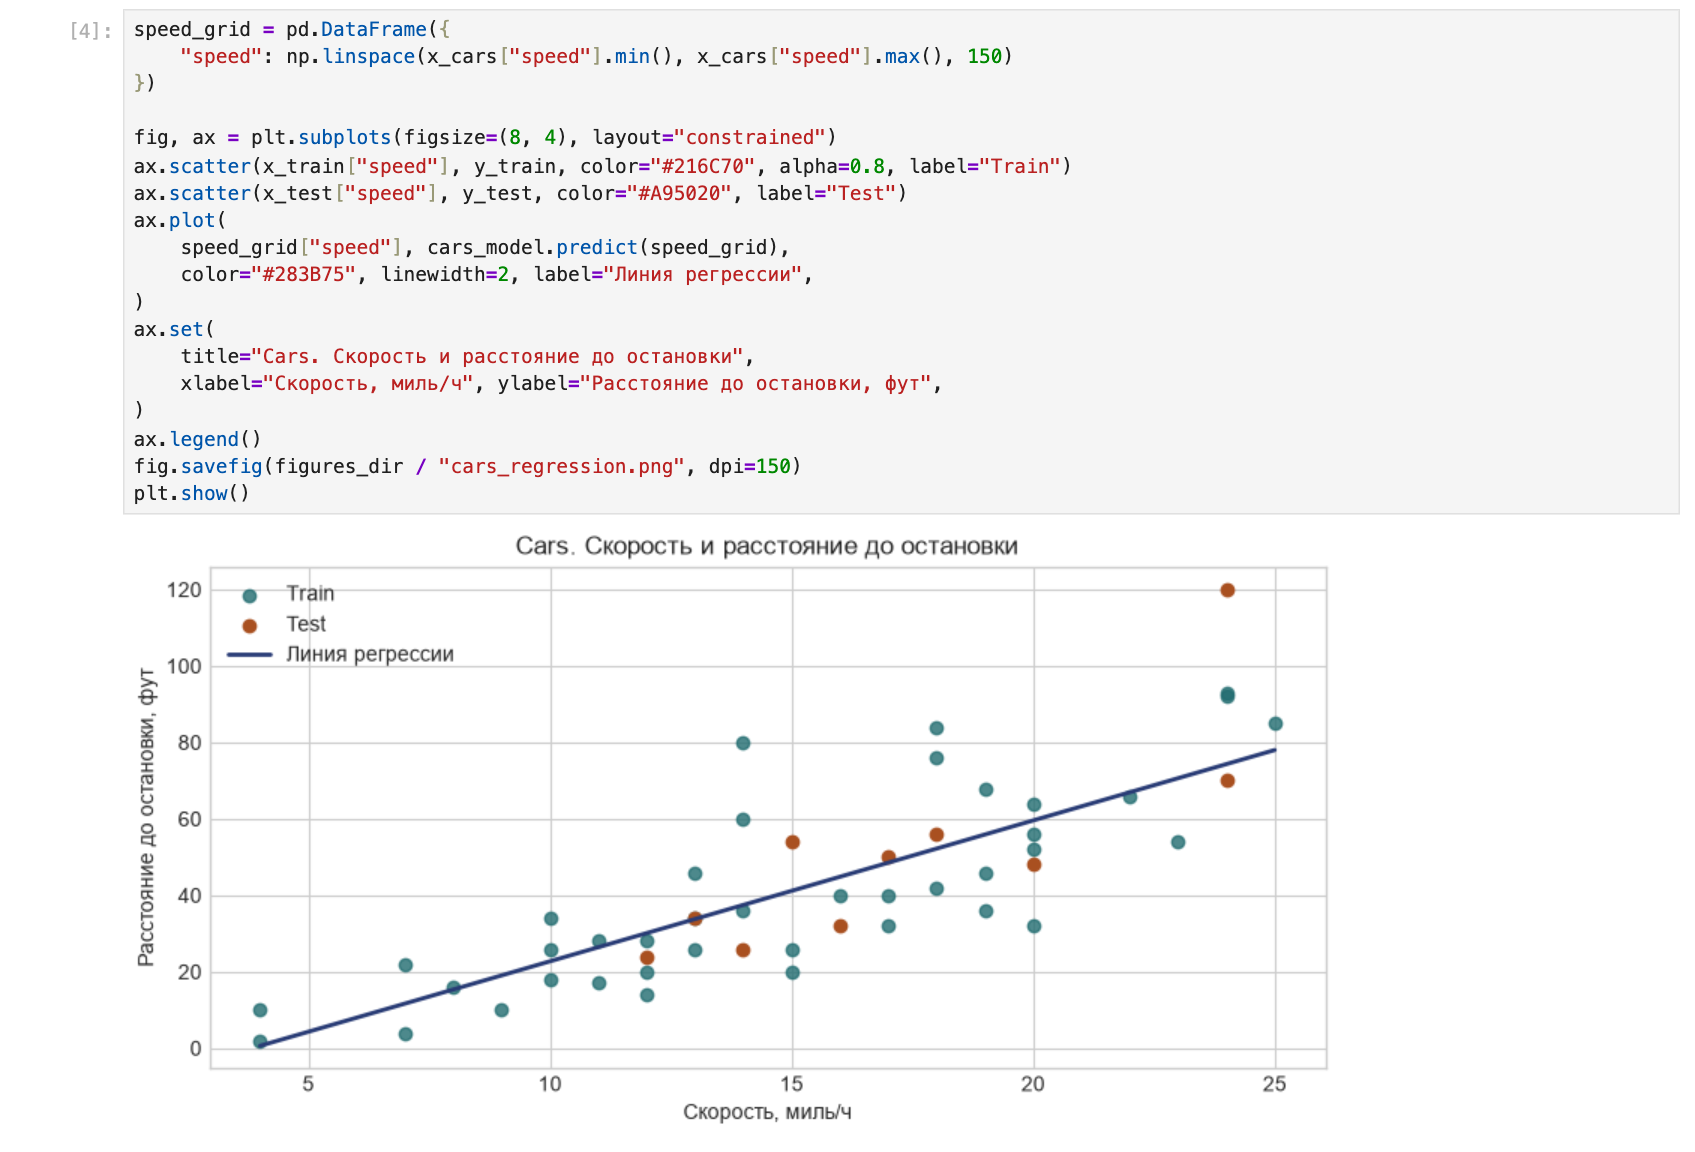 [4]:
speed_grid = pd.DataFrame({
    "speed": np.linspace(x_cars["speed"].min(), x_cars["speed"].max(), 150)
})

fig, ax = plt.subplots(figsize=(8, 4), layout="constrained")
ax.scatter(x_train["speed"], y_train, color="#216C70", alpha=0.8, label="Train")
ax.scatter(x_test["speed"], y_test, color="#A95020", label="Test")
ax.plot(
    speed_grid["speed"], cars_model.predict(speed_grid),
    color="#283B75", linewidth=2, label="Линия регрессии",
)
ax.set(
    title="Cars. Скорость и расстояние до остановки",
    xlabel="Скорость, миль/ч", ylabel="Расстояние до остановки, фут",
)
ax.legend()
fig.savefig(figures_dir / "cars_regression.png", dpi=150)
plt.show()
Cars. Скорость и расстояние до остановки
Train
Test
Линия регрессии
Расстояние до остановки, фут
120
100
80
60
40
20
0
5 10 15 20 25
Скорость, миль/ч